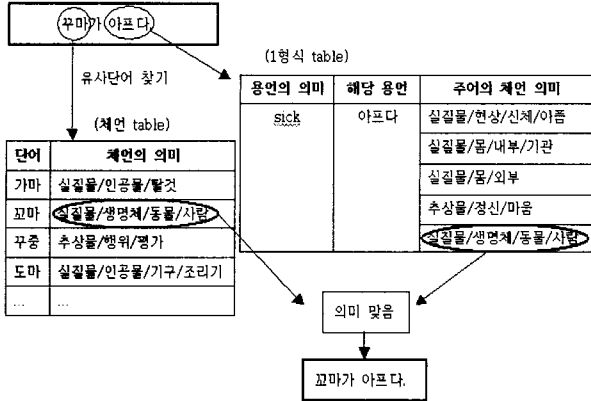 꾸마가 아프다.
유사단어 찾기
(체언 table)
단어 체언의 의미
가마 실질물/인공물/탈것
꼬마 실질물/생명체/동물/사람
꾸중 추상물/행위/평가
도마 실질물/인공물/기구/조리기
... ...
(1형식 table)
용언의 의미 해당 용언 주어의 체언 의미
sick 아프다 실질물/현상/신체/아픔
실질물/몸/내부/기관
실질물/몸/외부
추상물/정신/마음
실질물/생명체/동물/사람
의미 맞음
꼬마가 아프다.